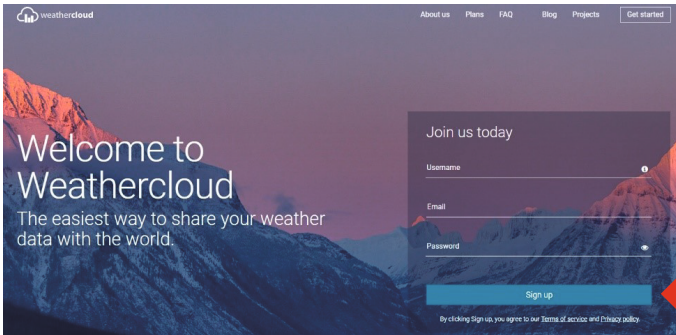 weathercloud
About us Plans FAQ Blog Projects Get started
Welcome to
Weathercloud
The easiest way to share your weather
data with the world.
Join us today
Username
Email
Password
Sign up
By clicking Sign up, you agree to our Terms of service and Privacy policy.